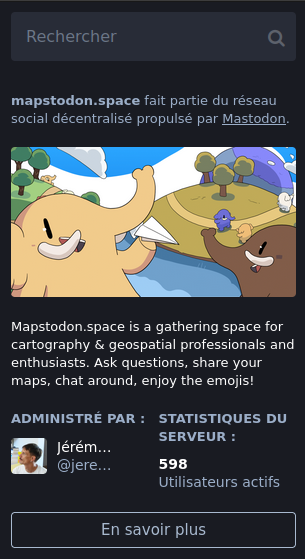 Rechercher
mapstodon.space fait partie du réseau
social décentralisé propulsé par Mastodon.
Mapstodon.space is a gathering space for
cartography & geospatial professionals and
enthusiasts. Ask questions, share your
maps, chat around, enjoy the emojis!
ADMINISTRÉ PAR :
Jérém...
@jere...
STATISTIQUES DU
SERVEUR :
598
Utilisateurs actifs
En savoir plus